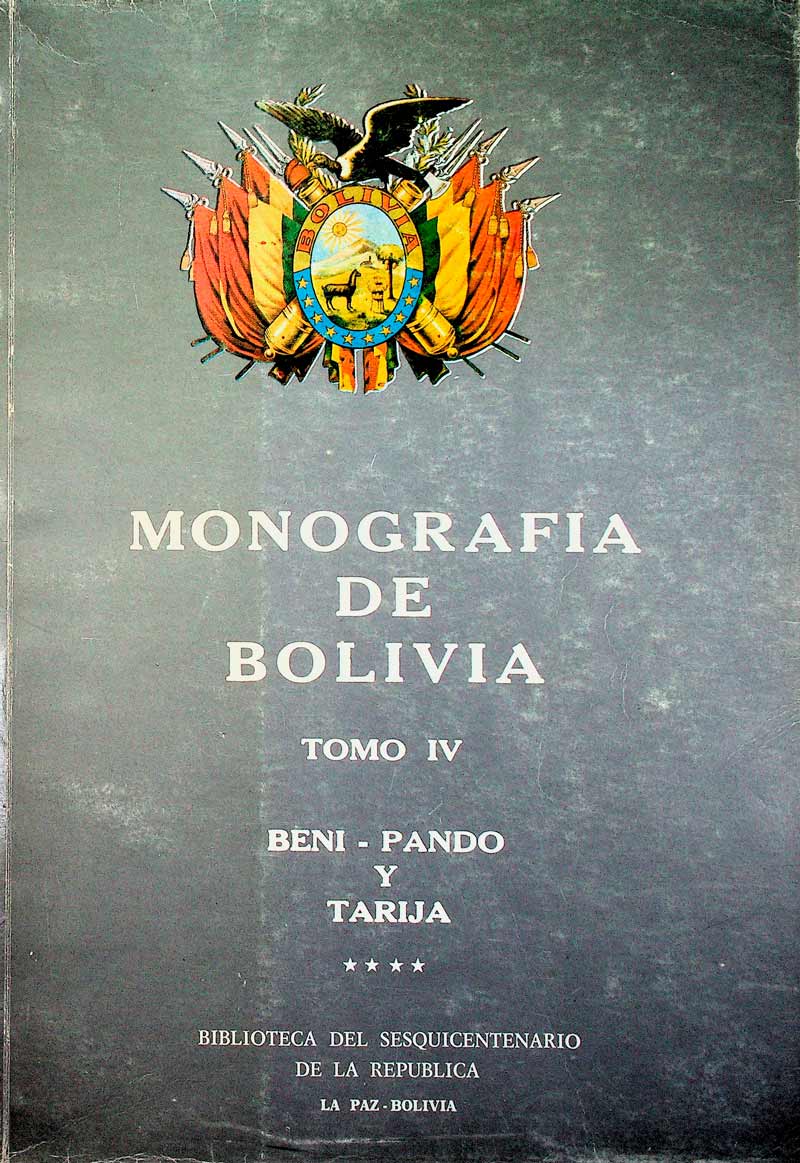 BOLIVIA
MONOGRAFIA
DE
BOLIVIA
TOMO IV
BENI - PANDO
Y
TARIJA
BIBLIOTECA DEL SESQUICENTENARIO
DE LA REPUBLICA
LA PAZ - BOLIVIA